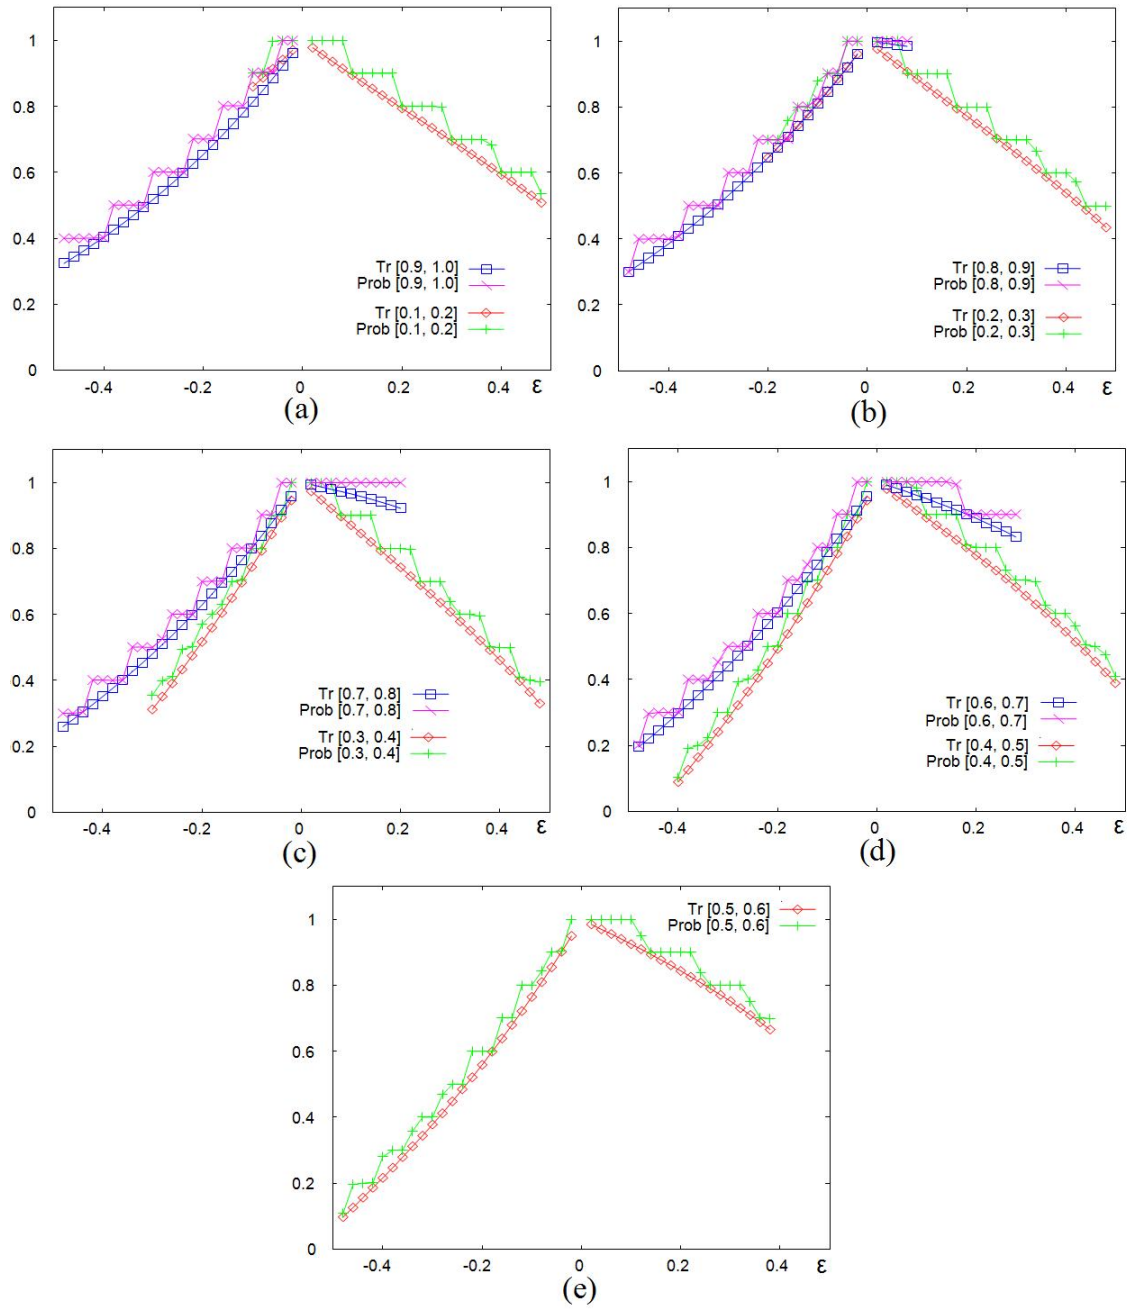 1
0.8
0.6
0.4
0.2
0
-0.4
-0.2
0
0.2
0.4
ε
Tr [0.9, 1.0]
Prob [0.9, 1.0]
Tr [0.1, 0.2]
Prob [0.1, 0.2]
(a)
1
0.8
0.6
0.4
0.2
0
-0.4
-0.2
0
0.2
0.4
ε
Tr [0.8, 0.9]
Prob [0.8, 0.9]
Tr [0.2, 0.3]
Prob [0.2, 0.3]
(b)
1
0.8
0.6
0.4
0.2
0
-0.4
-0.2
0
0.2
0.4
ε
Tr [0.7, 0.8]
Prob [0.7, 0.8]
Tr [0.3, 0.4]
Prob [0.3, 0.4]
(c)
1
0.8
0.6
0.4
0.2
0
-0.4
-0.2
0
0.2
0.4
ε
Tr [0.6, 0.7]
Prob [0.6, 0.7]
Tr [0.4, 0.5]
Prob [0.4, 0.5]
(d)
1
0.8
0.6
0.4
0.2
0
-0.4
-0.2
0
0.2
0.4
ε
Tr [0.5, 0.6]
Prob [0.5, 0.6]
(e)